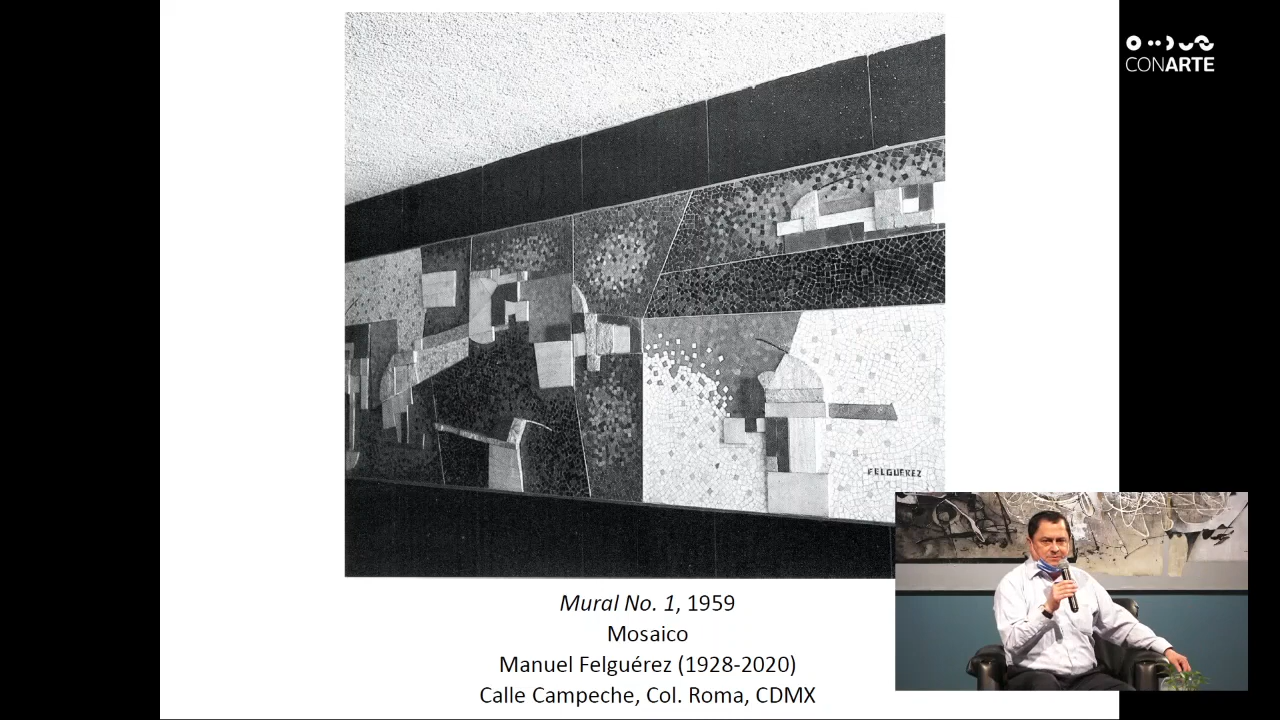 CONARTE
FELGUEREZ
Mural No. 1, 1959
Mosaico
Manuel Felguérez (1928-2020)
Calle Campeche, Col. Roma, CDMX